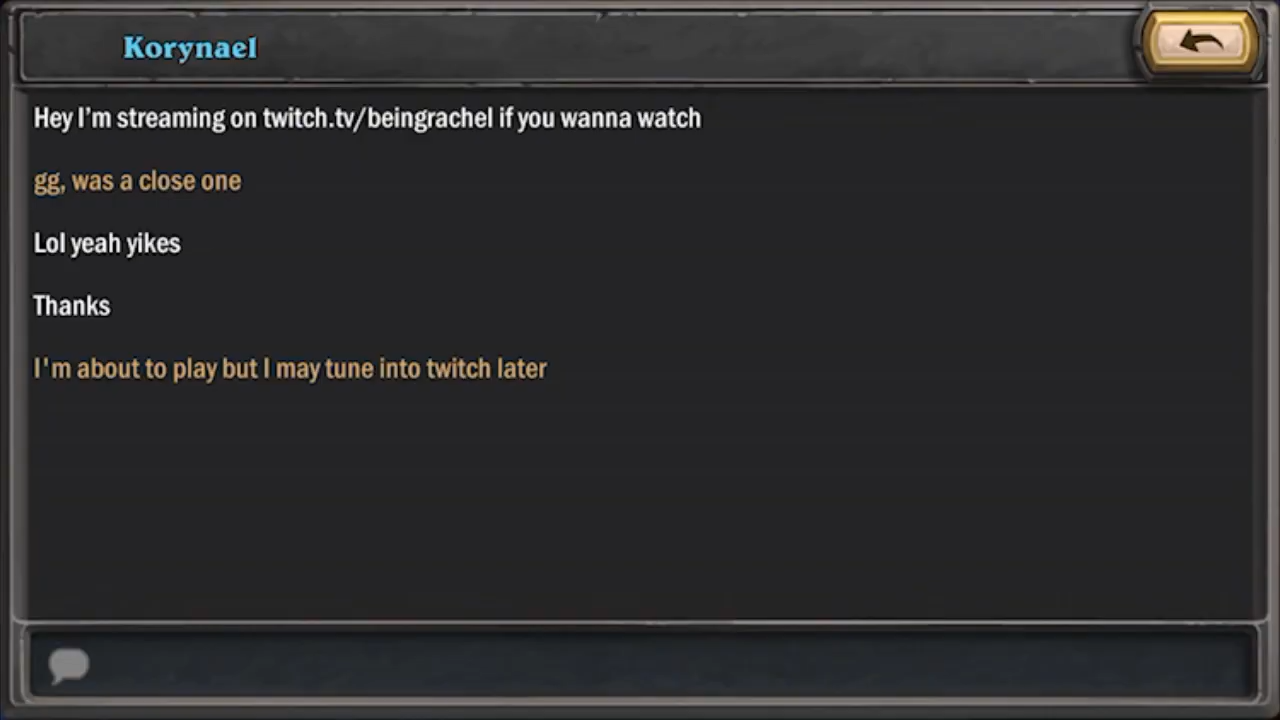 Korynael
Hey I’m streaming on twitch.tv/beingrachel if you wanna watch
gg, was a close one
Lol yeah yikes
Thanks
I'm about to play but I may tune into twitch later